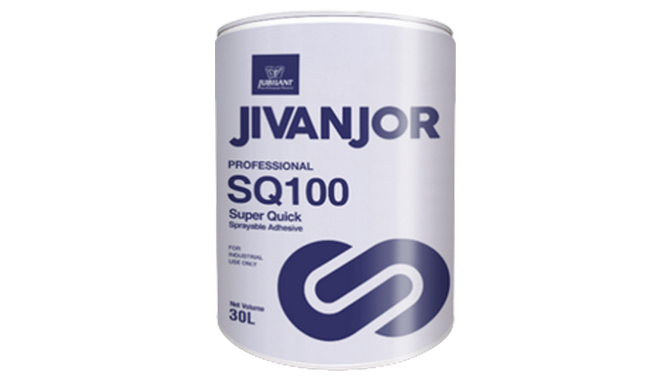 JUBILANT
JIVANJOR
PROFESSIONAL
SQ100
Super Quick
Sprayable Adhesive
FOR
INDUSTRIAL
USE ONLY
Net Volume
30L